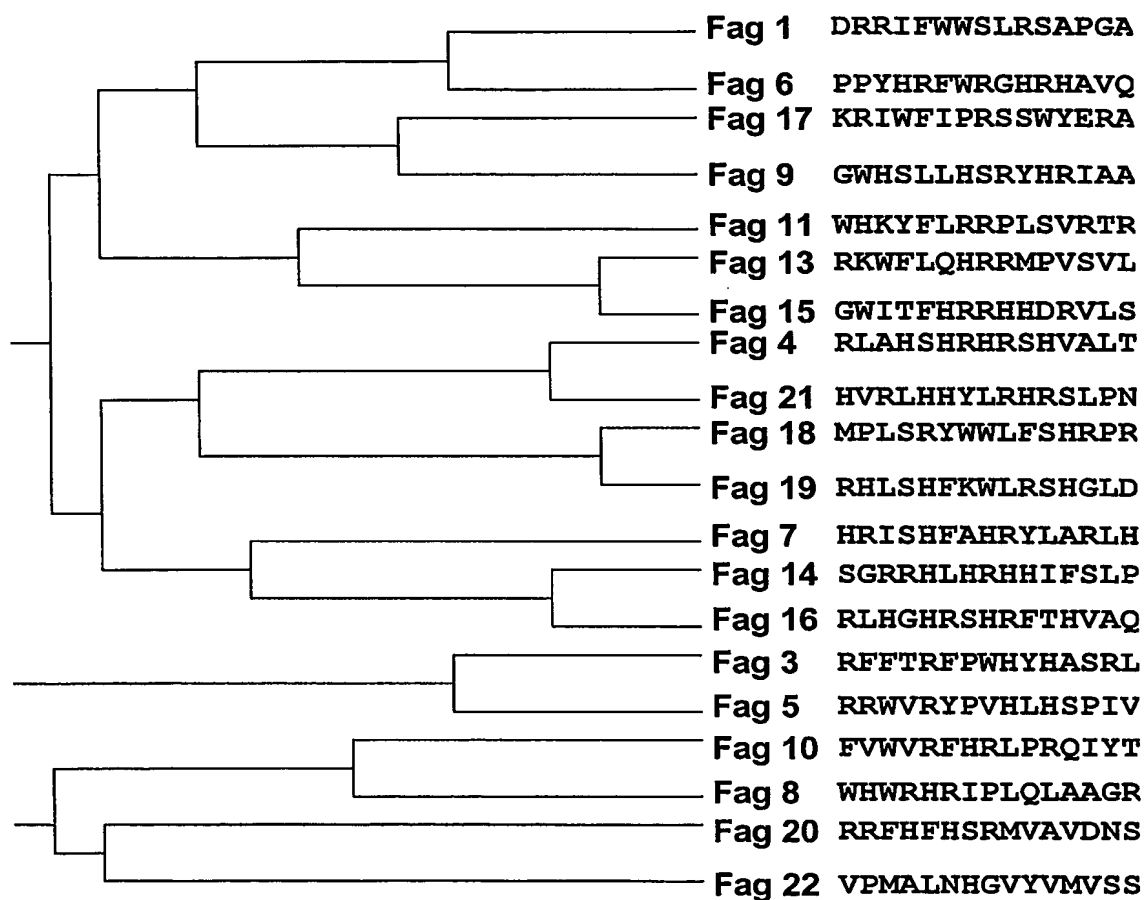 Fag 1 DRRIFWWSLRSAPGA
Fag 6 PPYHRFWRGHRHAVQ
Fag 17 KRIWFIPRSSWYERA
Fag 9 GWHSLLHSRYHRIAA
Fag 11 WHKYFLRRPLSVRTR
Fag 13 RKWFLQHRRMPVSVL
Fag 15 GWITFHRRHHDRVLS
Fag 4 RLAHSHRHRSHVALT
Fag 21 HVRLHHYLRHRSLPN
Fag 18 MPLSRYWWLFSHRPR
Fag 19 RHLSHFKWLRSHGLD
Fag 7 HRISHFAHRYLARLH
Fag 14 SGRRHLHRHHIFSLP
Fag 16 RLHGHRSHRFTHVAQ
Fag 3 RFFTRFPWHYHASRL
Fag 5 RRWVRYPVHLHSPIV
Fag 10 FVWVRFHRLPRQIYT
Fag 8 WHWRHRIPLQLAAGR
Fag 20 RRFHFHSRMVAVDNS
Fag 22 VPMALNHGVYVMVSS